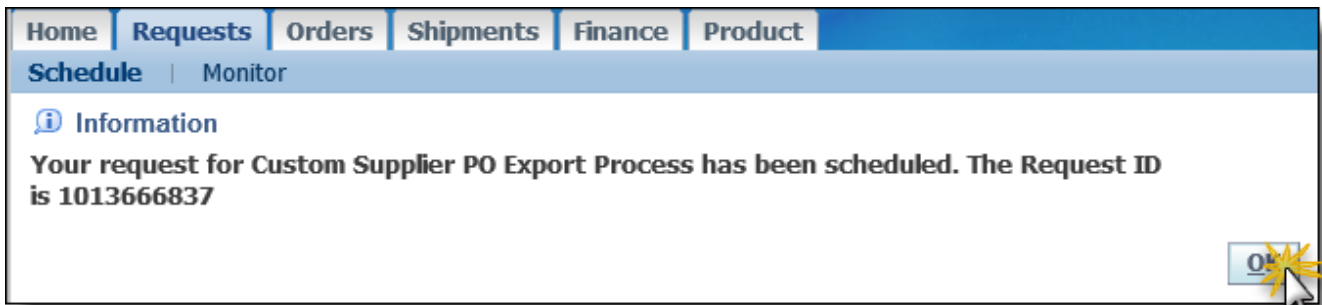 Home Requests Orders Shipments Finance Product
Schedule | Monitor
Information
Your request for Custom Supplier PO Export Process has been scheduled. The Request ID
is 1013666837